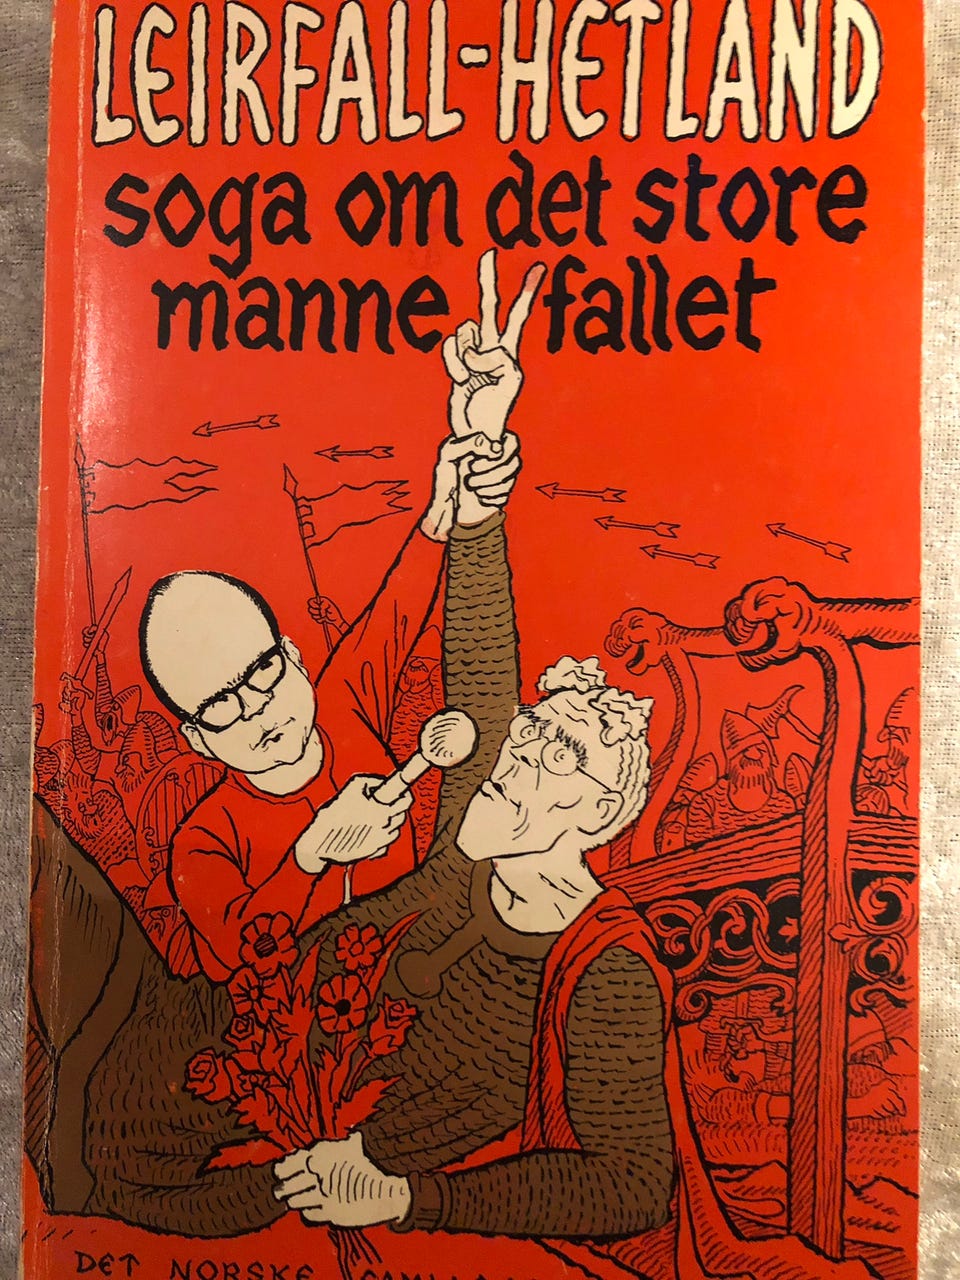 LEIRFALL-HETLAND
soga om det store
manne fallet
DET NORSKE